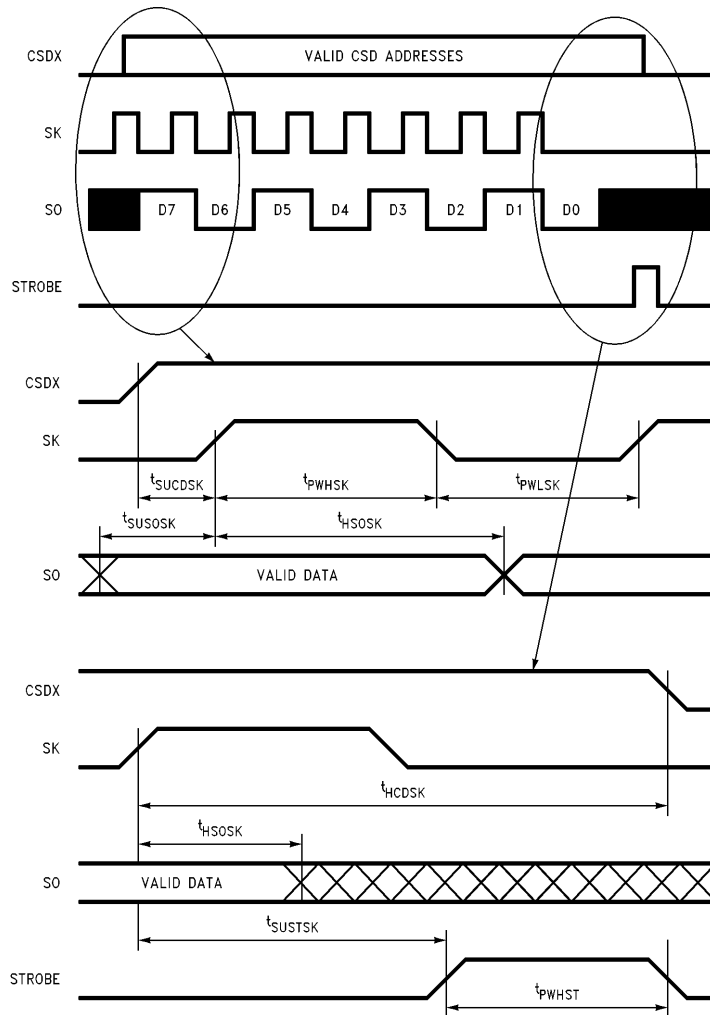 CSDX VALID CSD ADDRESSES
SK
SO D7 D6 D5 D4 D3 D2 D1 D0
STROBE
CSDX
SK
tSUCDSK tPWHSK tPWLSK
tSUSOSK tHSOSK
SO VALID DATA
CSDX
SK
tHCDSK
tHSOSK
SO VALID DATA
tSUSTSK
STROBE tPWHST